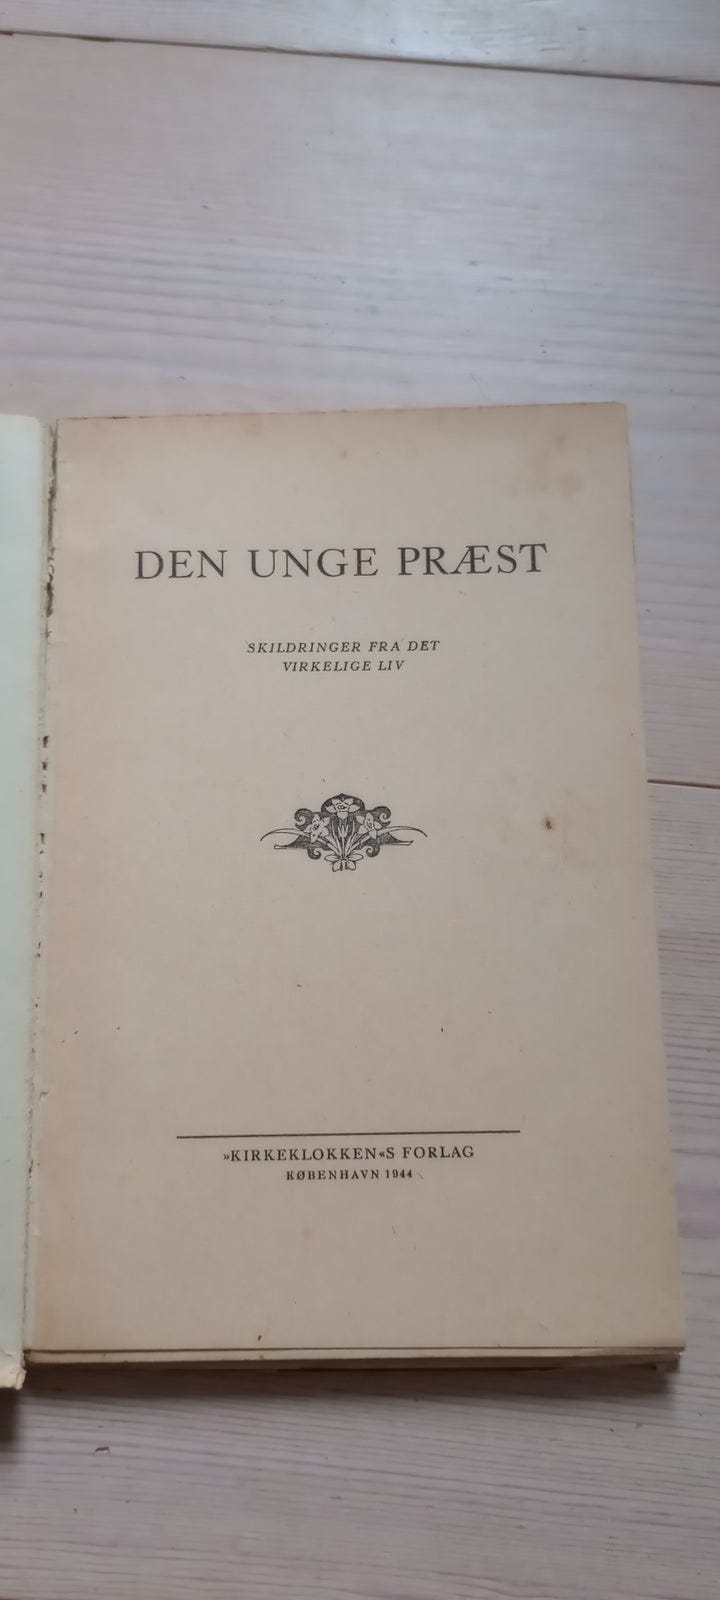 DEN UNGE PRÆST
SKILDRINGER FRA DET
VIRKELIGE LIV
»KIRKEKLOKKEN«S FORLAG
KØBENHAVN 1944